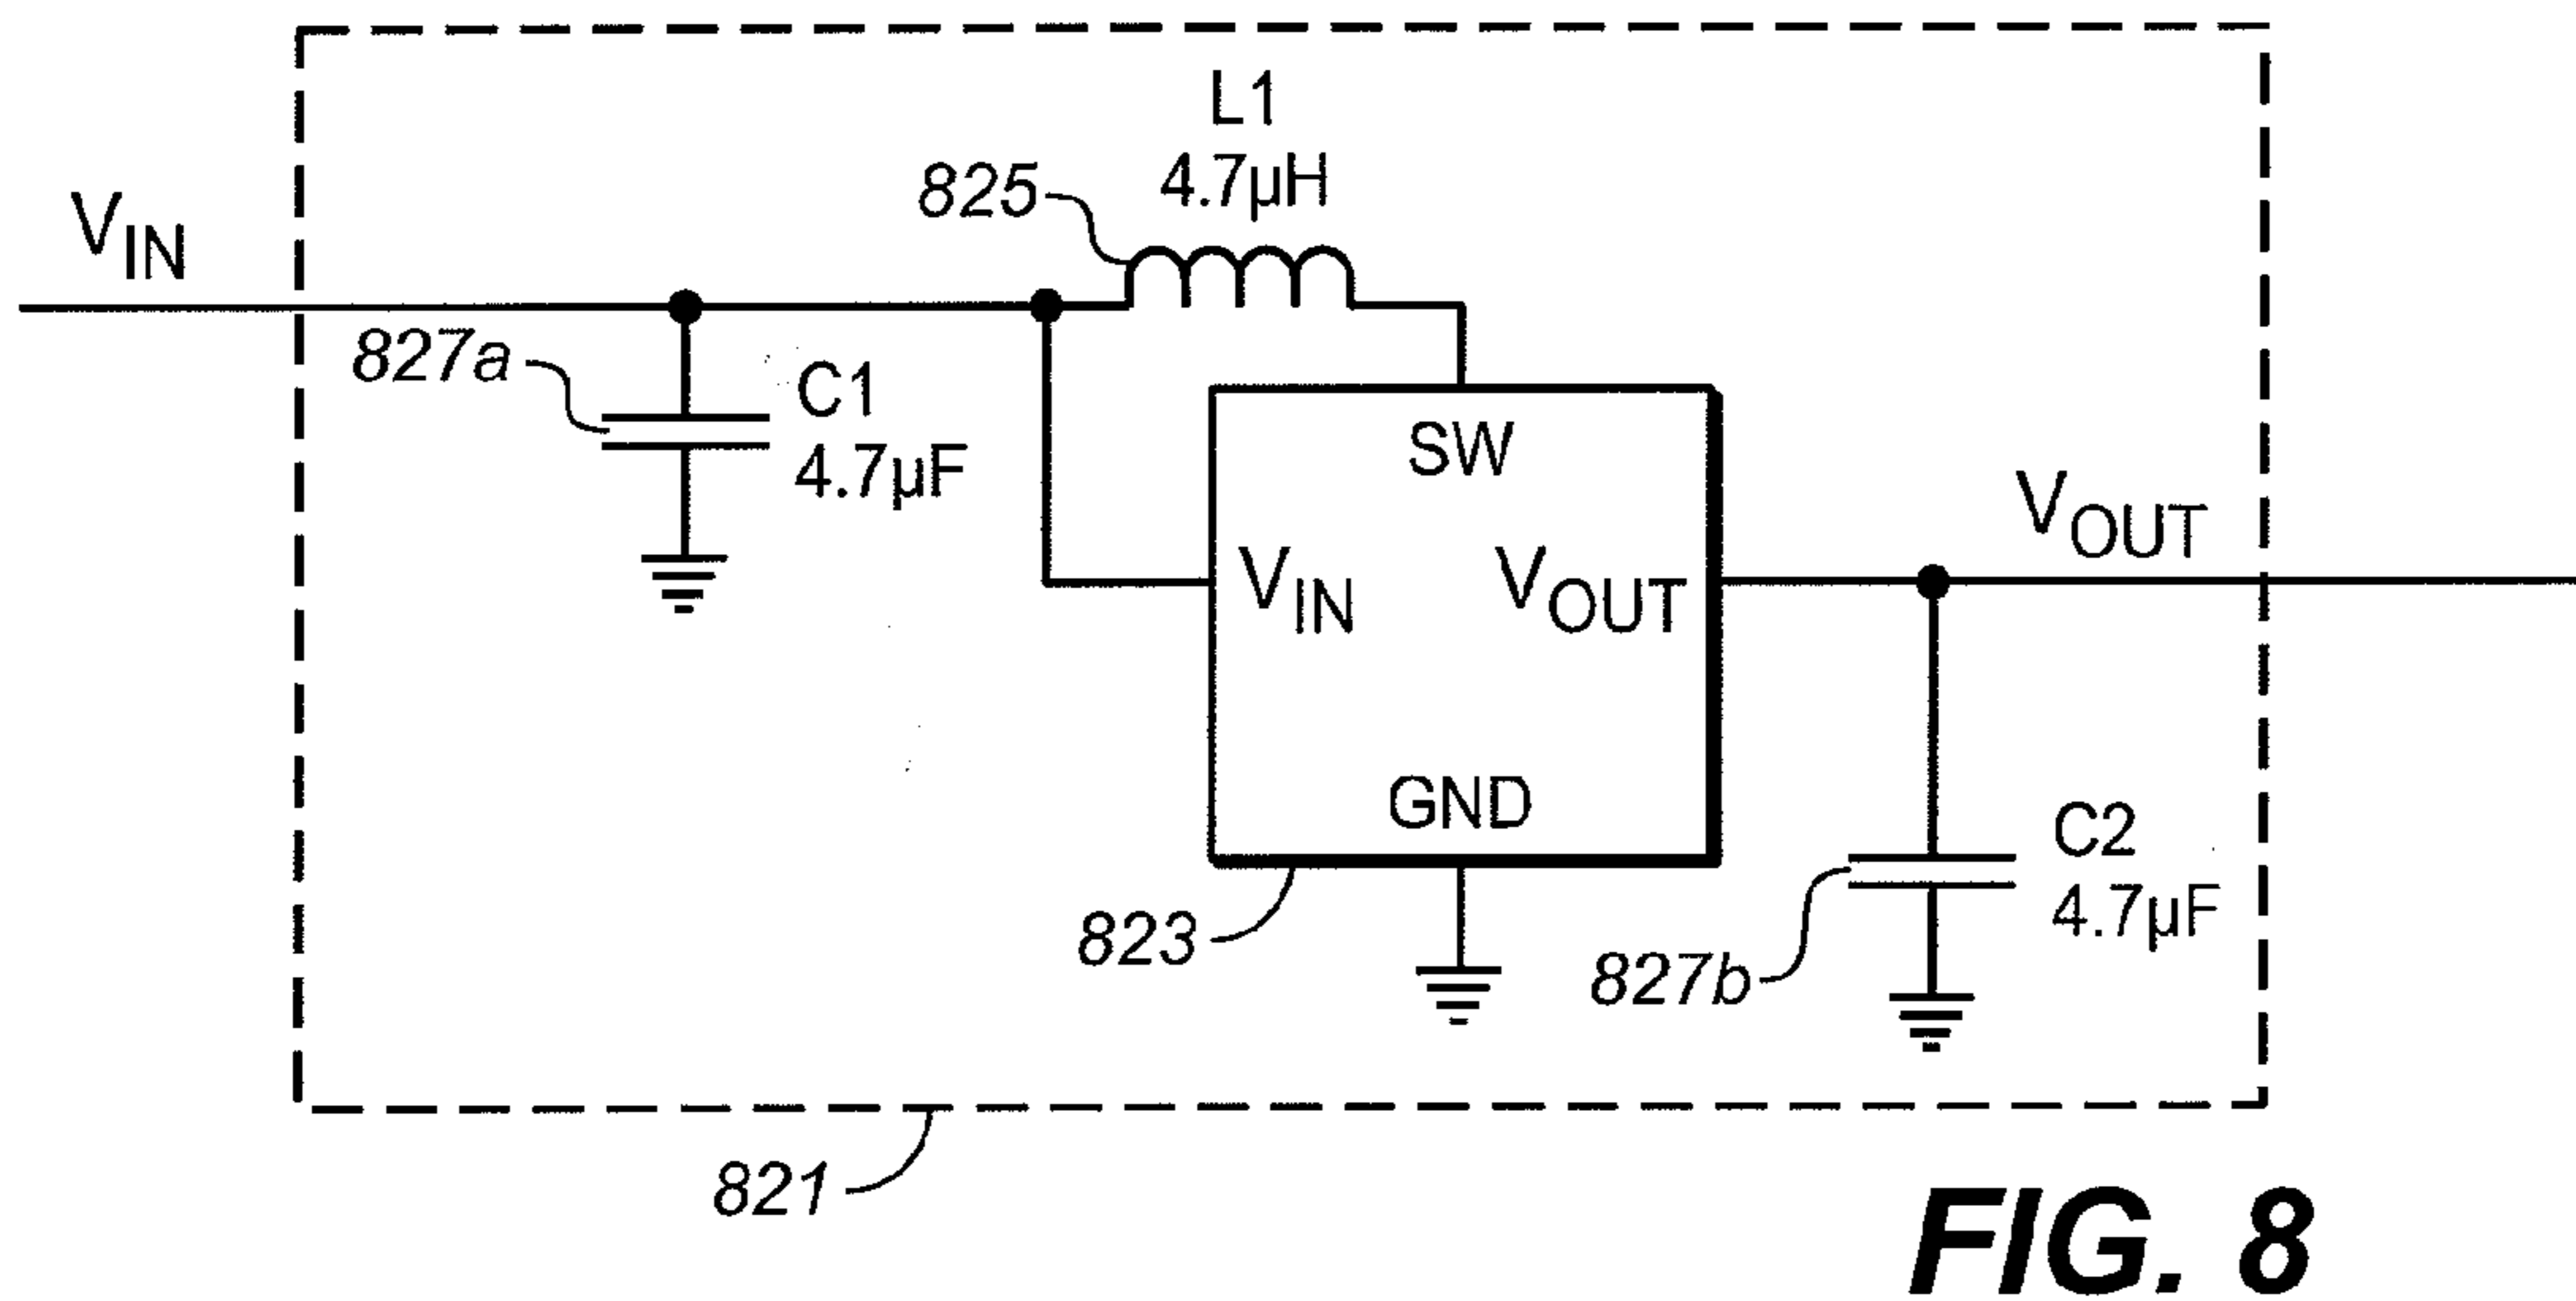 L1
4.7µH
825
V_IN
827a
C1
4.7µF
SW
V_IN
V_OUT
V_OUT
GND
C2
4.7µF
823
827b
821
FIG. 8